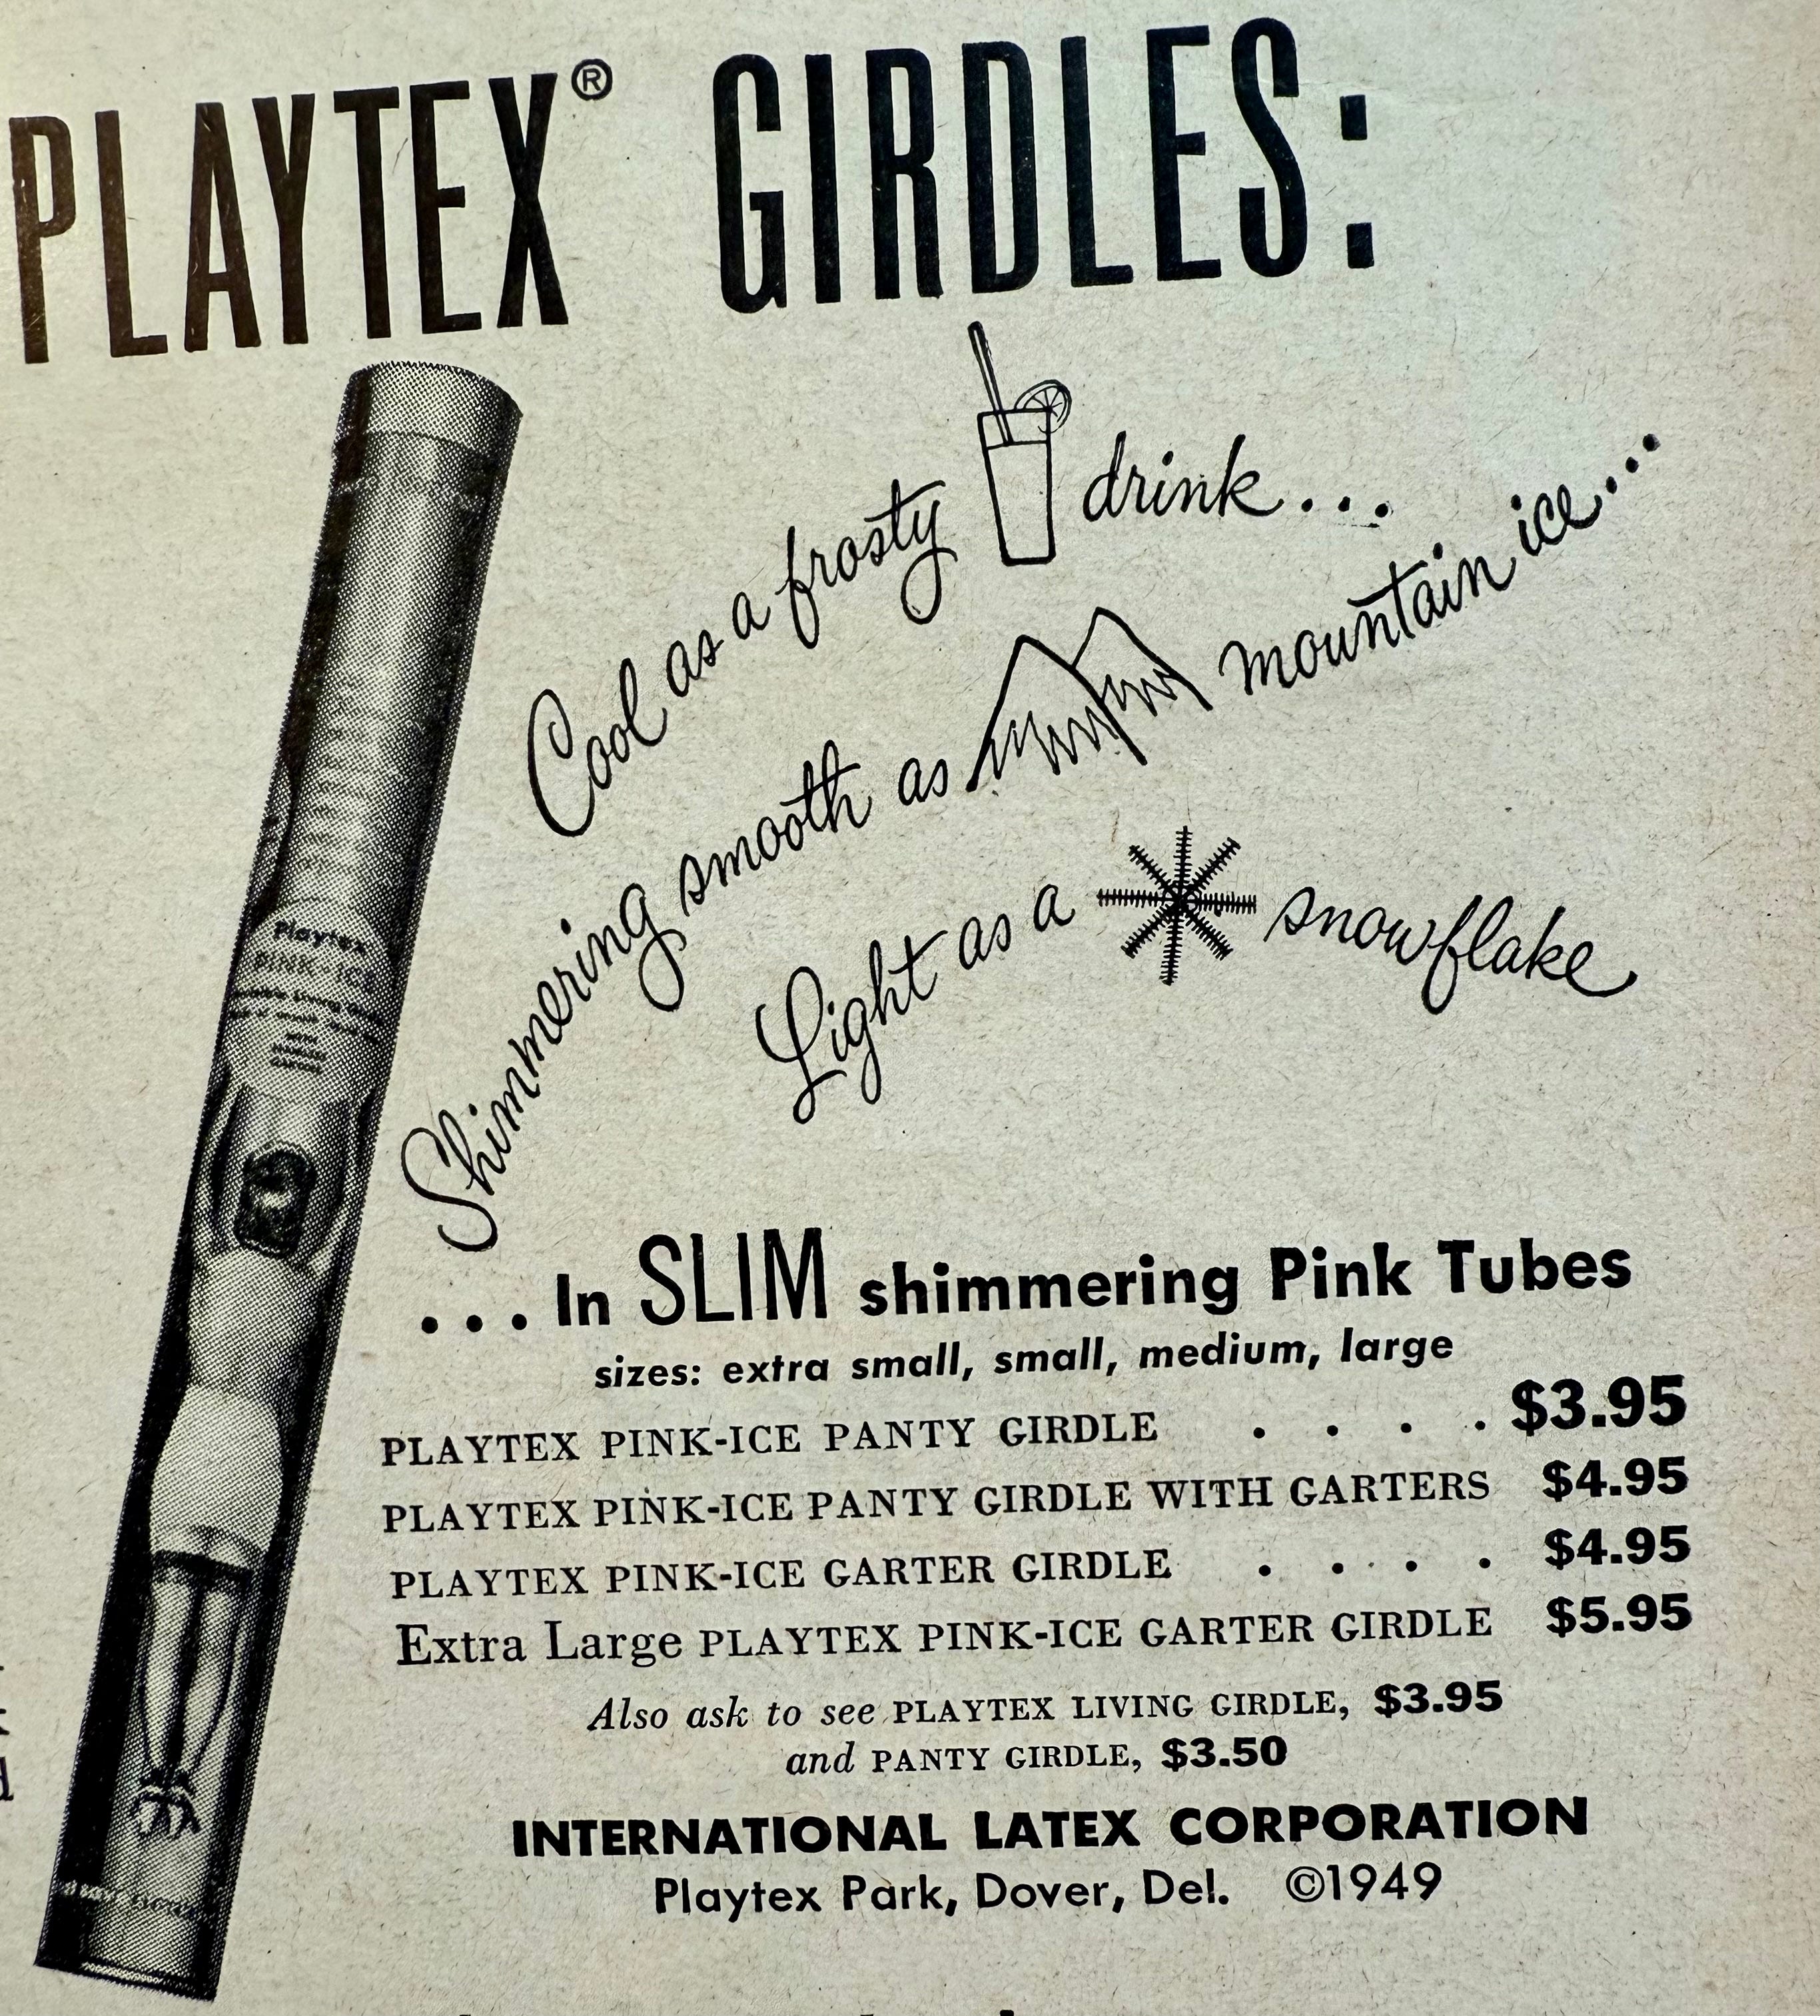 PLAYTEX® GIRDLES:
Cool as a frosty drink...
Shimmering smooth as mountain ice...
Light as a snowflake
Playtex
PINK-ICE
...In SLIM shimmering Pink Tubes
sizes: extra small, small, medium, large
PLAYTEX PINK-ICE PANTY GIRDLE . . . . $3.95
PLAYTEX PINK-ICE PANTY GIRDLE WITH GARTERS $4.95
PLAYTEX PINK-ICE GARTER GIRDLE . . . . $4.95
Extra Large PLAYTEX PINK-ICE GARTER GIRDLE $5.95
Also ask to see PLAYTEX LIVING GIRDLE, $3.95
and PANTY GIRDLE, $3.50
INTERNATIONAL LATEX CORPORATION
Playtex Park, Dover, Del. ©1949